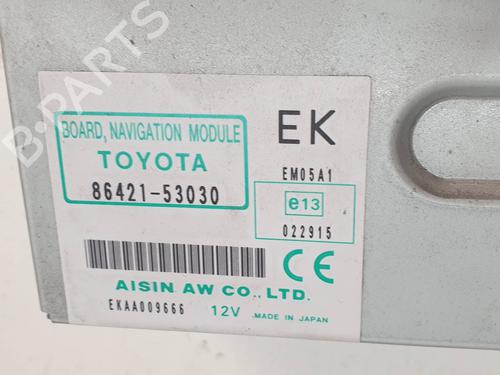 B-PARTS
BOARD, NAVIGATION MODULE
TOYOTA
86421-53030
EK
EM05A1
e13
022915
CE
AISIN AW CO., LTD.
EKAA009666 12V MADE IN JAPAN